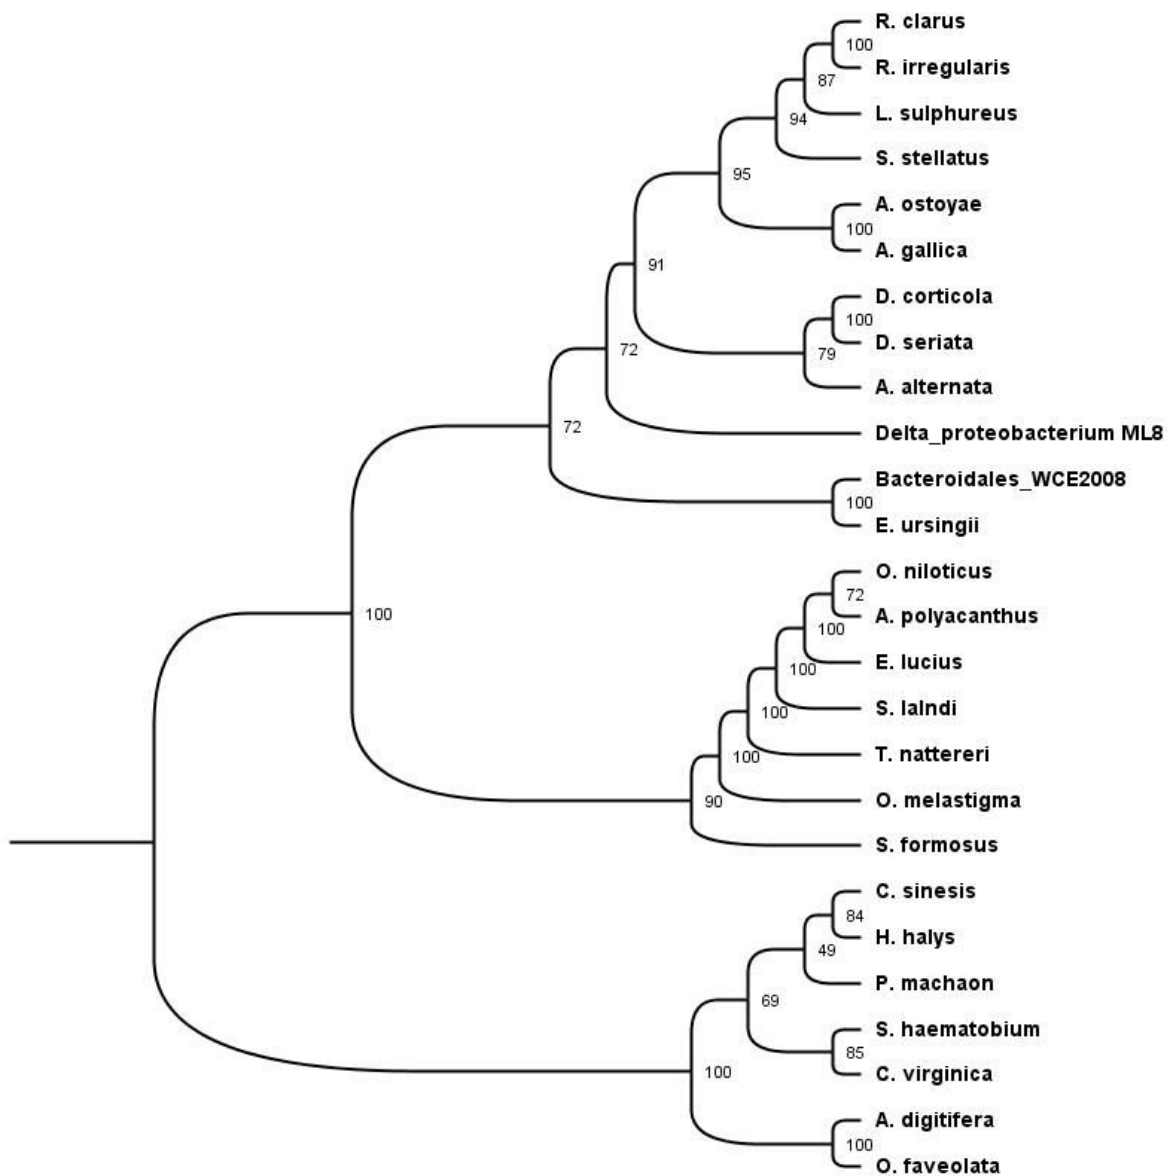 R. clarus
100
R. irregularis
87
L. sulphureus
94
S. stellatus
95
A. ostoyae
100
A. gallica
91
D. corticola
100
D. seriata
72
79
A. alternata
72
Delta_proteobacterium ML8
Bacteroidales_WCE2008
100
E. ursingii
O. niloticus
72
100
A. polyacanthus
100
E. lucius
100
S. lalndi
100
T. nattereri
100
90
O. melastigma
S. formosus
C. sinesis
84
H. halys
49
P. machaon
69
S. haematobium
85
C. virginica
100
A. digitifera
100
O. faveolata